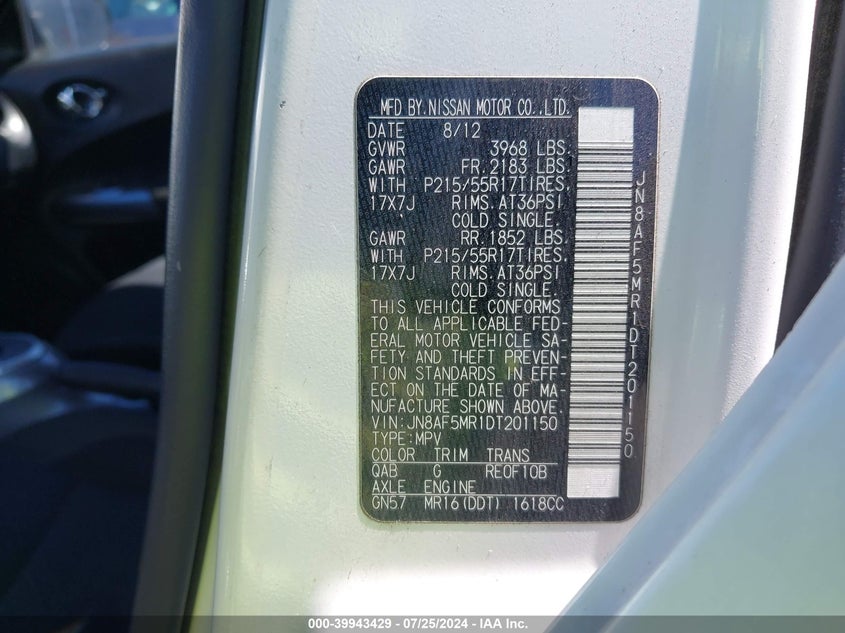 MFD BY.NISSAN MOTOR CO.,LTD.
DATE 8/12
GVWR 3968 LBS.
GAWR FR.2183 LBS.
WITH P215/55R17TIRES.
17X7J RIMS.AT36PSI
COLD SINGLE.
GAWR RR.1852 LBS.
WITH P215/55R17TIRES.
17X7J RIMS.AT36PSI
COLD SINGLE.
THIS VEHICLE CONFORMS
TO ALL APPLICABLE FED-
ERAL MOTOR VEHICLE SA-
FETY AND THEFT PREVEN-
TION STANDARDS IN EFF-
ECT ON THE DATE OF MA-
NUFACTURE SHOWN ABOVE.
VIN:JN8AF5MR1DT201150
TYPE:MPV
COLOR TRIM TRANS
QAB G RE0F10B
AXLE ENGINE
GN57 MR16(DDT) 1618CC
JN8AF5MR1DT201150
000-39943429 - 07/25/2024 - IAA Inc.